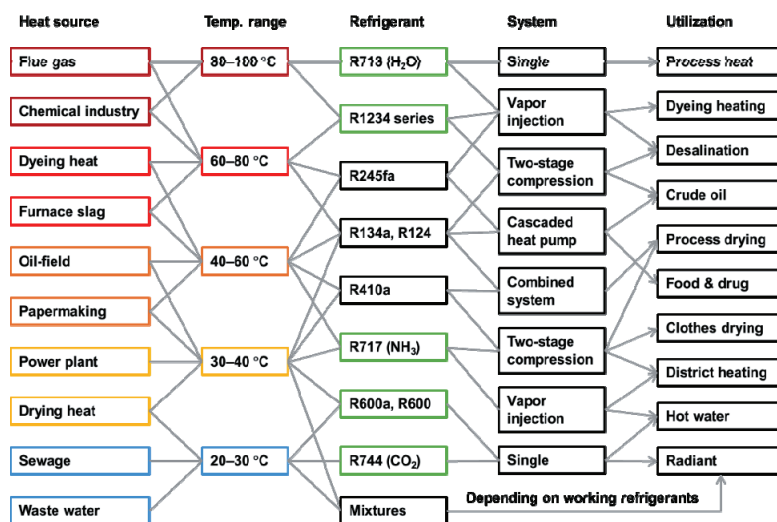 Heat source
Temp. range
Refrigerant
System
Utilization
Flue gas
Chemical industry
Dyeing heat
Furnace slag
Oil-field
Papermaking
Power plant
Drying heat
Sewage
Waste water
80–100 °C
60–80 °C
40–60 °C
30–40 °C
20–30 °C
R718 (H₂O)
R1234 series
R245fa
R134a, R124
R410a
R717 (NH₃)
R600a, R600
R744 (CO₂)
Mixtures
Single
Vapor
injection
Two-stage
compression
Cascaded
heat pump
Combined
system
Two-stage
compression
Vapor
injection
Single
Process heat
Dyeing heating
Desalination
Crude oil
Process drying
Food & drug
Clothes drying
District heating
Hot water
Radiant
Depending on working refrigerants